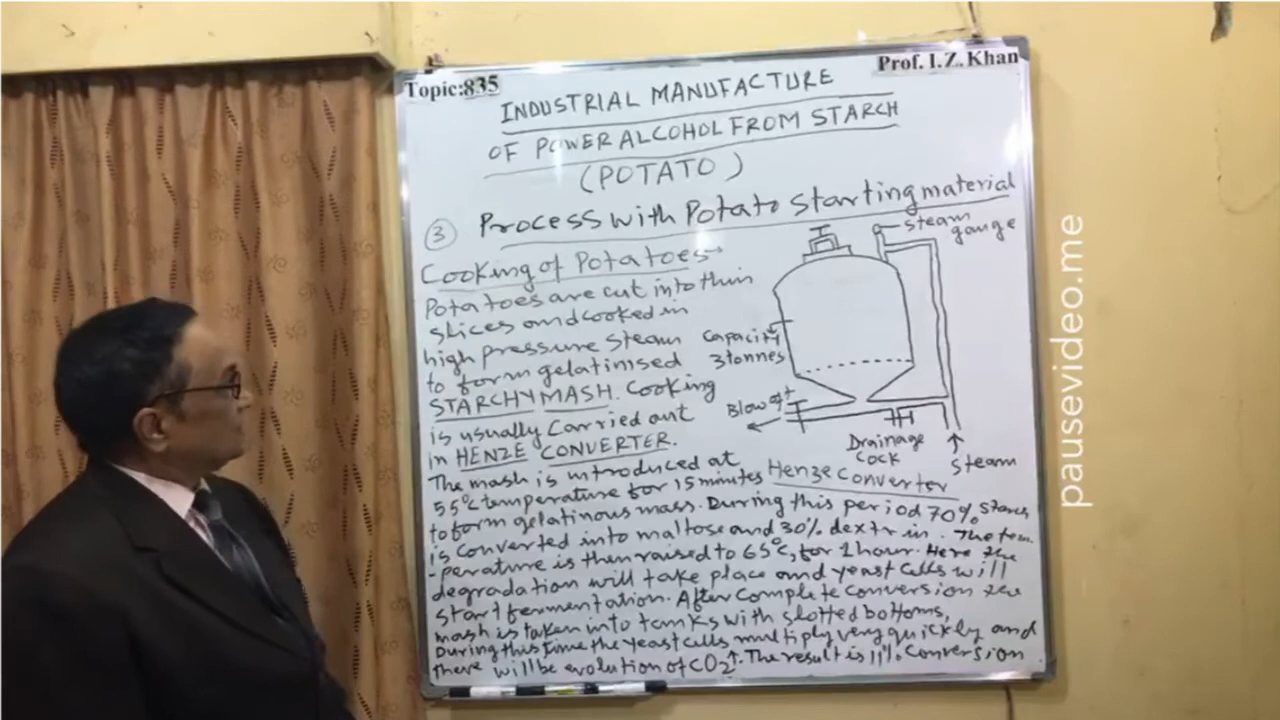 Topic:835
Prof. I.Z. Khan
INDUSTRIAL MANUFACTURE
OF POWER ALCOHOL FROM STARCH
(POTATO)
3 Process with Potato starting material
Cooking of Potatoes→
Potatoes are cut into thin
slices and cooked in
high pressure steam
to form gelatinised
STARCHY MASH. Cooking
is usually Carried out
in HENZE CONVERTER.
The mash is introduced at
55°C temperature for 15 minutes
to form gelatinous mass. During this period 70% starch
is converted into maltose and 30% dextrin. The tem
-perature is then raised to 65°C, for 1 hour. Here the
degradation will take place and yeast cells will
start fermentation. After complete conversion the
mash is taken into tanks with slotted bottoms,
During this time the yeast cells multiply very quickly and
there will be evolution of CO2↑. The result is 11% Conversion
steam
gauge
Capacity
3 tonnes
Blow off
Drainage
Cock
Steam
Henze Converter
pausevideo.me